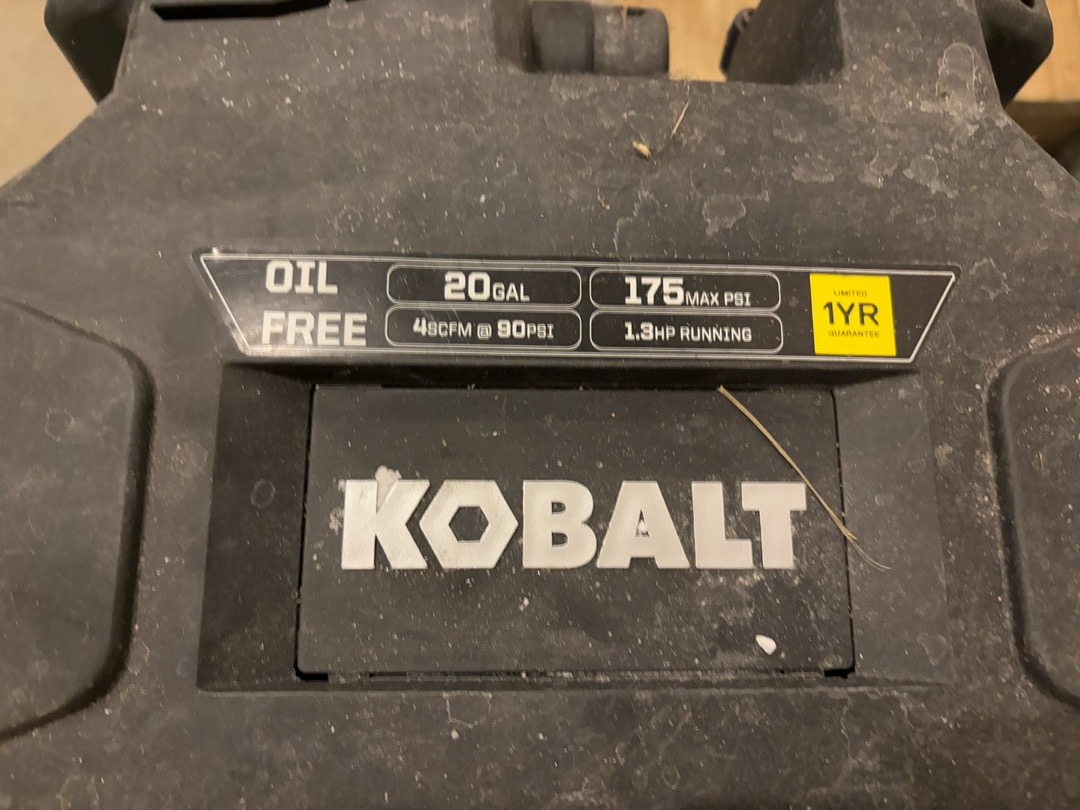 OIL FREE
20GAL
175MAX PSI
4SCFM @ 90PSI
1.3HP RUNNING
LIMITED
1YR
GUARANTEE
KOBALT